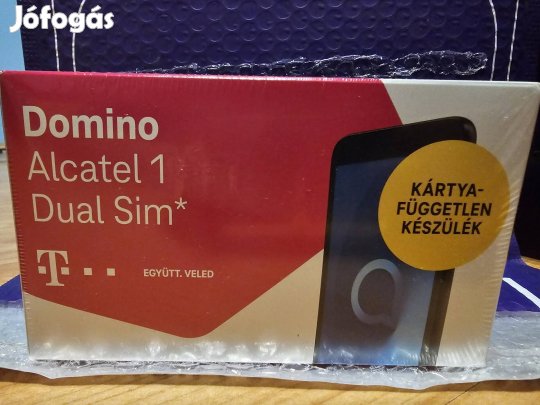 Jófogás
Domino
Alcatel 1
Dual Sim*
KÁRTYA-
FÜGGETLEN
KÉSZÜLÉK
T
EGYÜTT. VELED